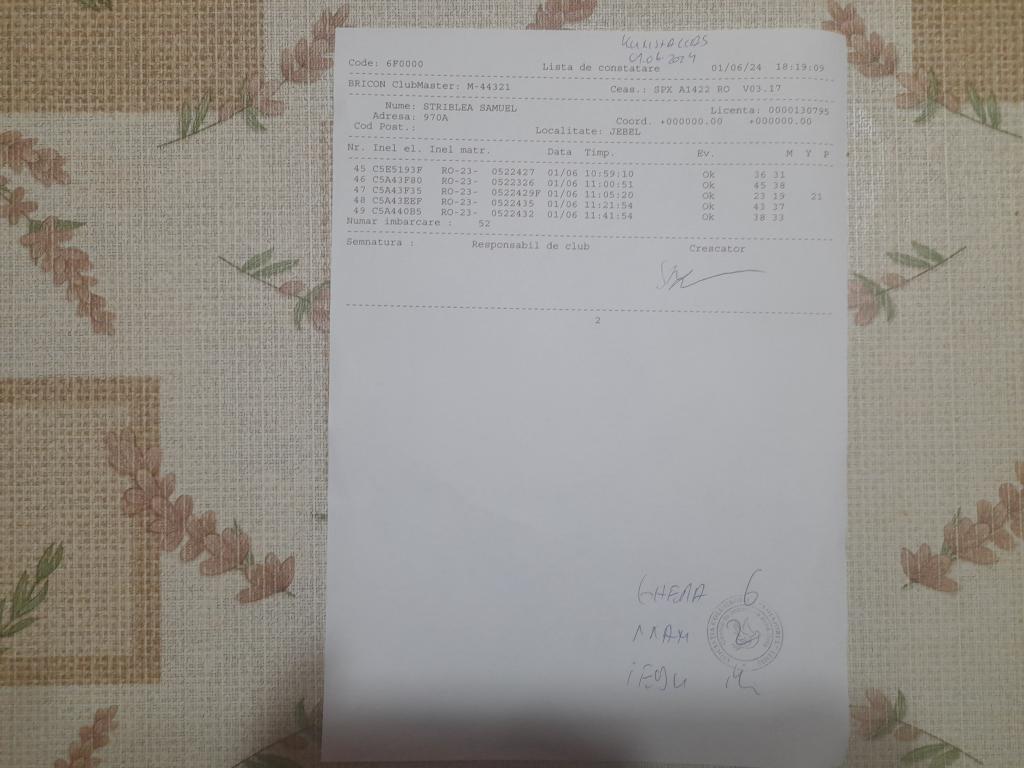 01.06.2024
Code: 6F0000 Lista de constatare 01/06/24 18:19:09
BRICON ClubMaster: M-44321 Ceas.: SPX A1422 RO V03.17
Nume: STRIBLEA SAMUEL Licenta: 0000130795
Adresa: 970A Coord. +000000.00 +000000.00
Cod Post.: Localitate: JEBEL
Nr. Inel el. Inel matr. Data Timp. Ev. M Y P
45 C5E5193F RO-23- 0522427 01/06 10:59:10 Ok 36 31
46 C5A43F80 RO-23- 0522326 01/06 11:00:51 Ok 45 38
47 C5A43F35 RO-23- 0522429F 01/06 11:05:20 Ok 23 19 21
48 C5A43EEF RO-23- 0522435 01/06 11:21:54 Ok 43 37
49 C5A440B5 RO-23- 0522432 01/06 11:41:54 Ok 38 33
Numar imbarcare : 52
Semnatura : Responsabil de club Crescator
2
GHEMA 6